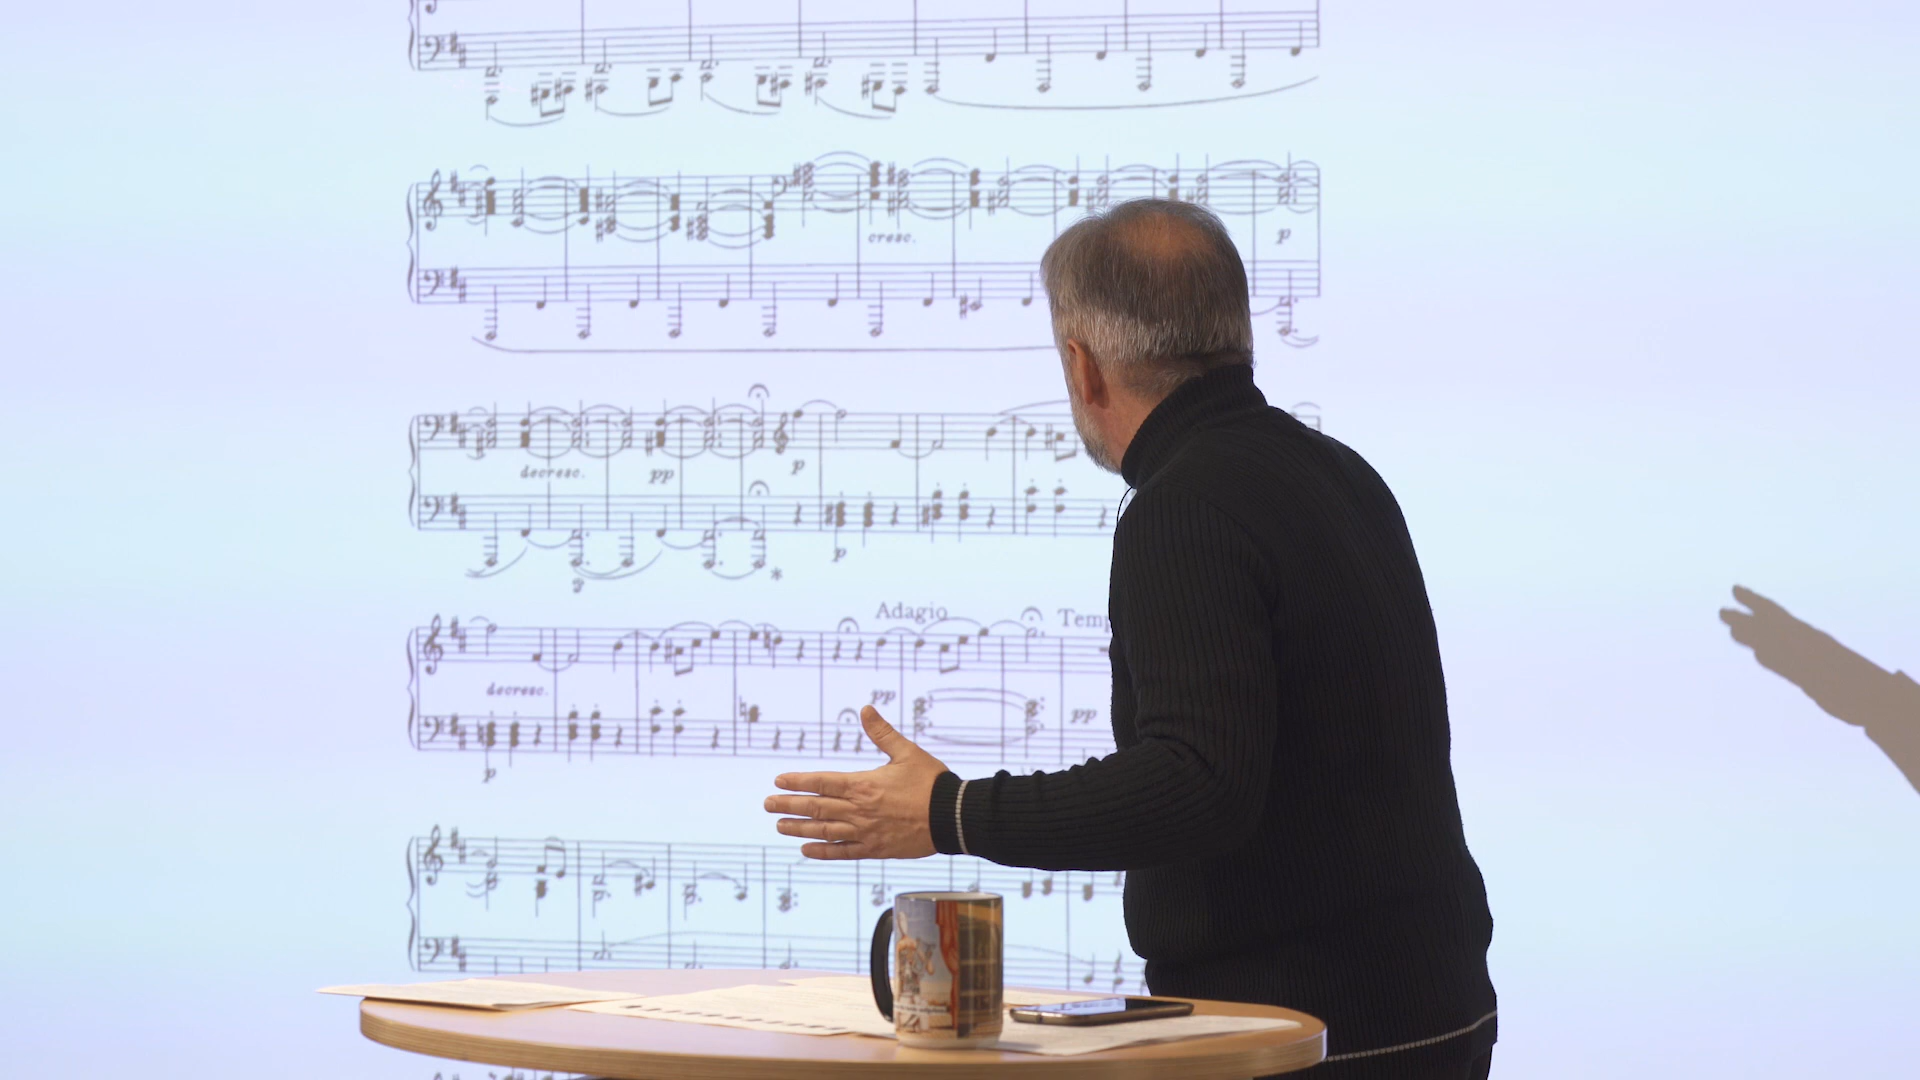 cresc. p
decresc. pp p
p
Adagio Temp
decresc. pp pp
p